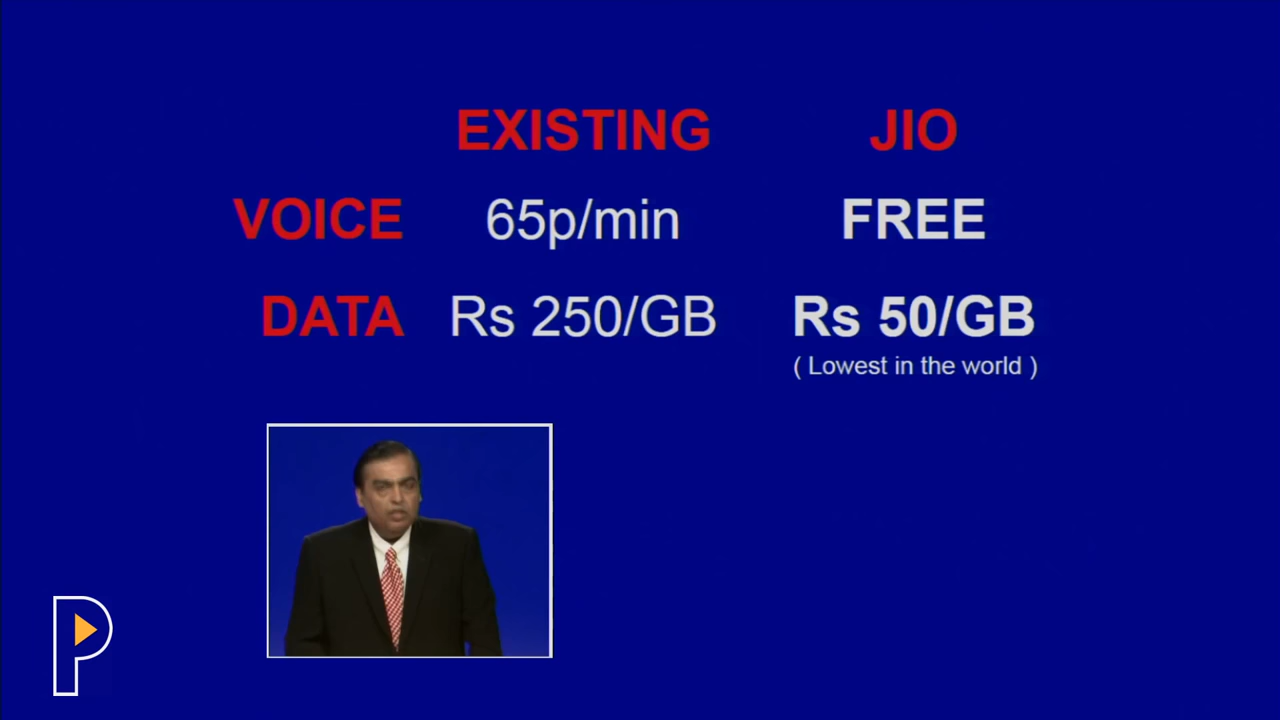 EXISTING JIO
VOICE 65p/min FREE
DATA Rs 250/GB Rs 50/GB
( Lowest in the world )
P